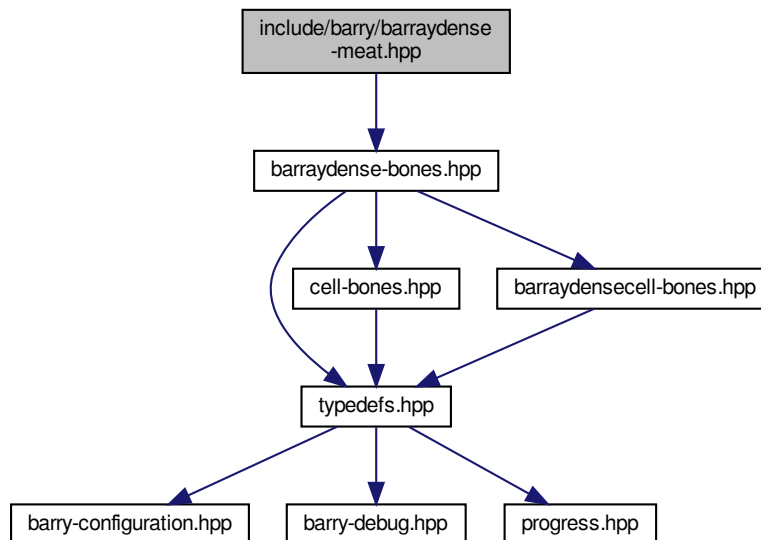 include/barry/barraydense
-meat.hpp
barraydense-bones.hpp
cell-bones.hpp
barraydensecell-bones.hpp
typedefs.hpp
barry-configuration.hpp
barry-debug.hpp
progress.hpp